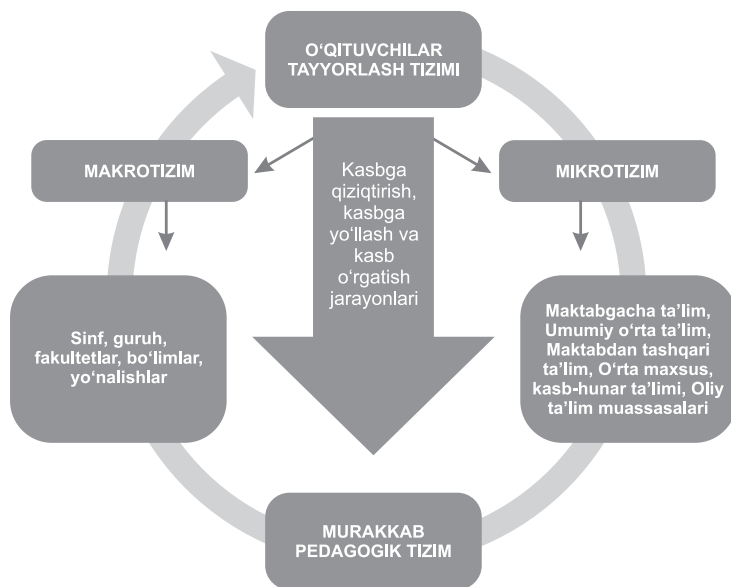 O‘QITUVCHILAR
TAYYORLASH TIZIMI
MAKROTIZIM
Kasbga
qiziqtirish,
kasbga
yo‘llash va
kasb
o‘rgatish
jarayonlari
MIKROTIZIM
Sinf, guruh,
fakultetlar, bo‘limlar,
yo‘nalishlar
Maktabgacha ta’lim,
Umumiy o‘rta ta’lim,
Maktabdan tashqari
ta’lim, O‘rta maxsus,
kasb-hunar ta’limi, Oliy
ta’lim muassasalari
MURAKKAB
PEDAGOGIK TIZIM